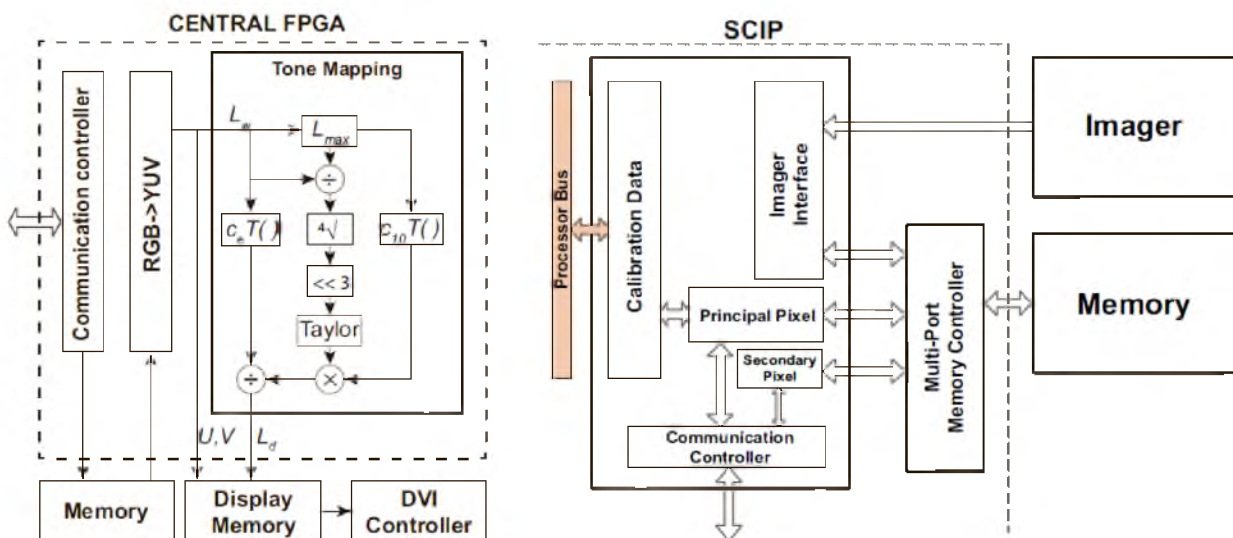 CENTRAL FPGA
Communication controller
RGB->YUV
Tone Mapping
L_w
L_max
÷
c_e T( )
4√
c_10 T( )
<< 3
Taylor
÷
×
U,V
L_d
Memory
Display
Memory
DVI
Controller
SCIP
Processor Bus
Calibration Data
Imager
Interface
Principal Pixel
Secondary
Pixel
Communication
Controller
Multi-Port
Memory Controller
Imager
Memory